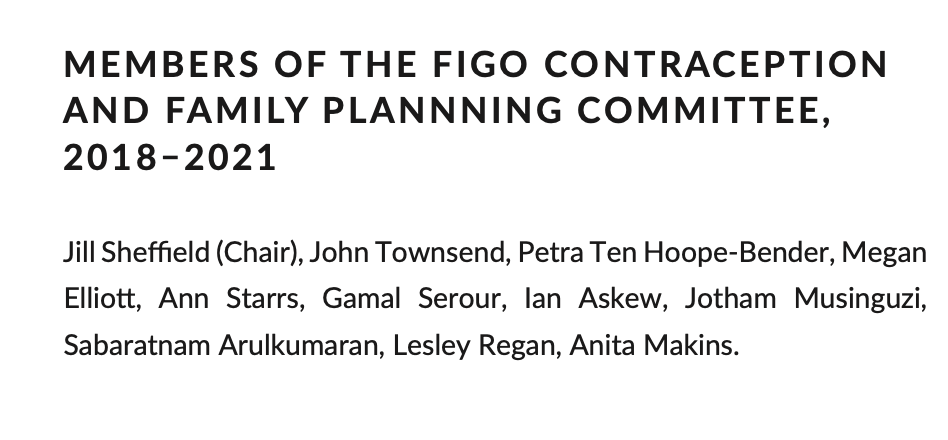 MEMBERS OF THE FIGO CONTRACEPTION
AND FAMILY PLANNNING COMMITTEE,
2018–2021
Jill Sheffield (Chair), John Townsend, Petra Ten Hoope-Bender, Megan
Elliott, Ann Starrs, Gamal Serour, Ian Askew, Jotham Musinguzi,
Sabaratnam Arulkumaran, Lesley Regan, Anita Makins.